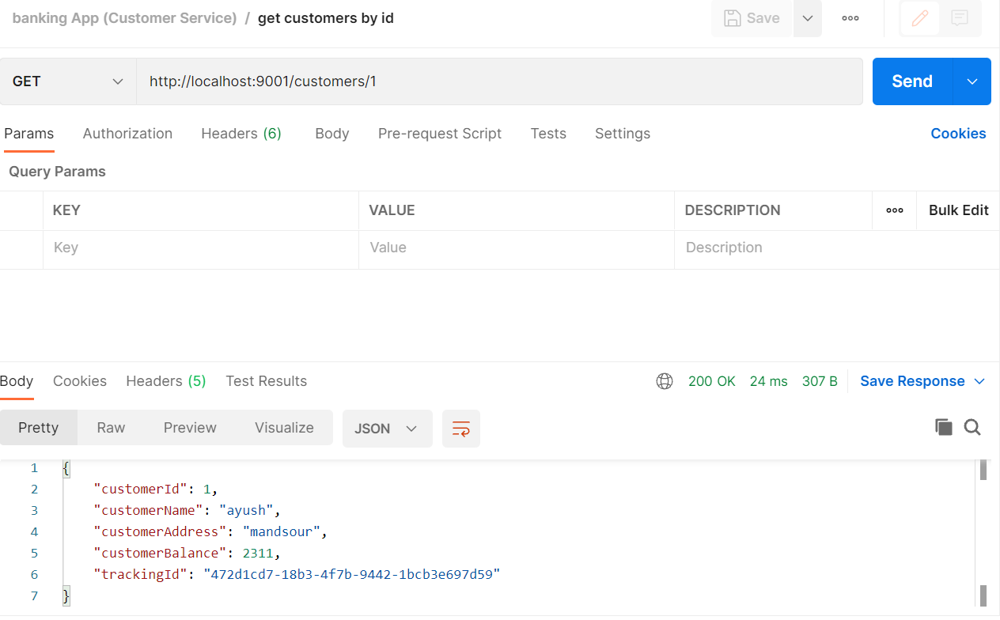 banking App (Customer Service) / get customers by id
Save
GET
http://localhost:9001/customers/1
Send
Params Authorization Headers (6) Body Pre-request Script Tests Settings Cookies
Query Params
KEY VALUE DESCRIPTION Bulk Edit
Key Value Description
Body Cookies Headers (5) Test Results 200 OK 24 ms 307 B Save Response
Pretty Raw Preview Visualize JSON
1 {
2 "customerId": 1,
3 "customerName": "ayush",
4 "customerAddress": "mandsour",
5 "customerBalance": 2311,
6 "trackingId": "472d1cd7-18b3-4f7b-9442-1bcb3e697d59"
7 }